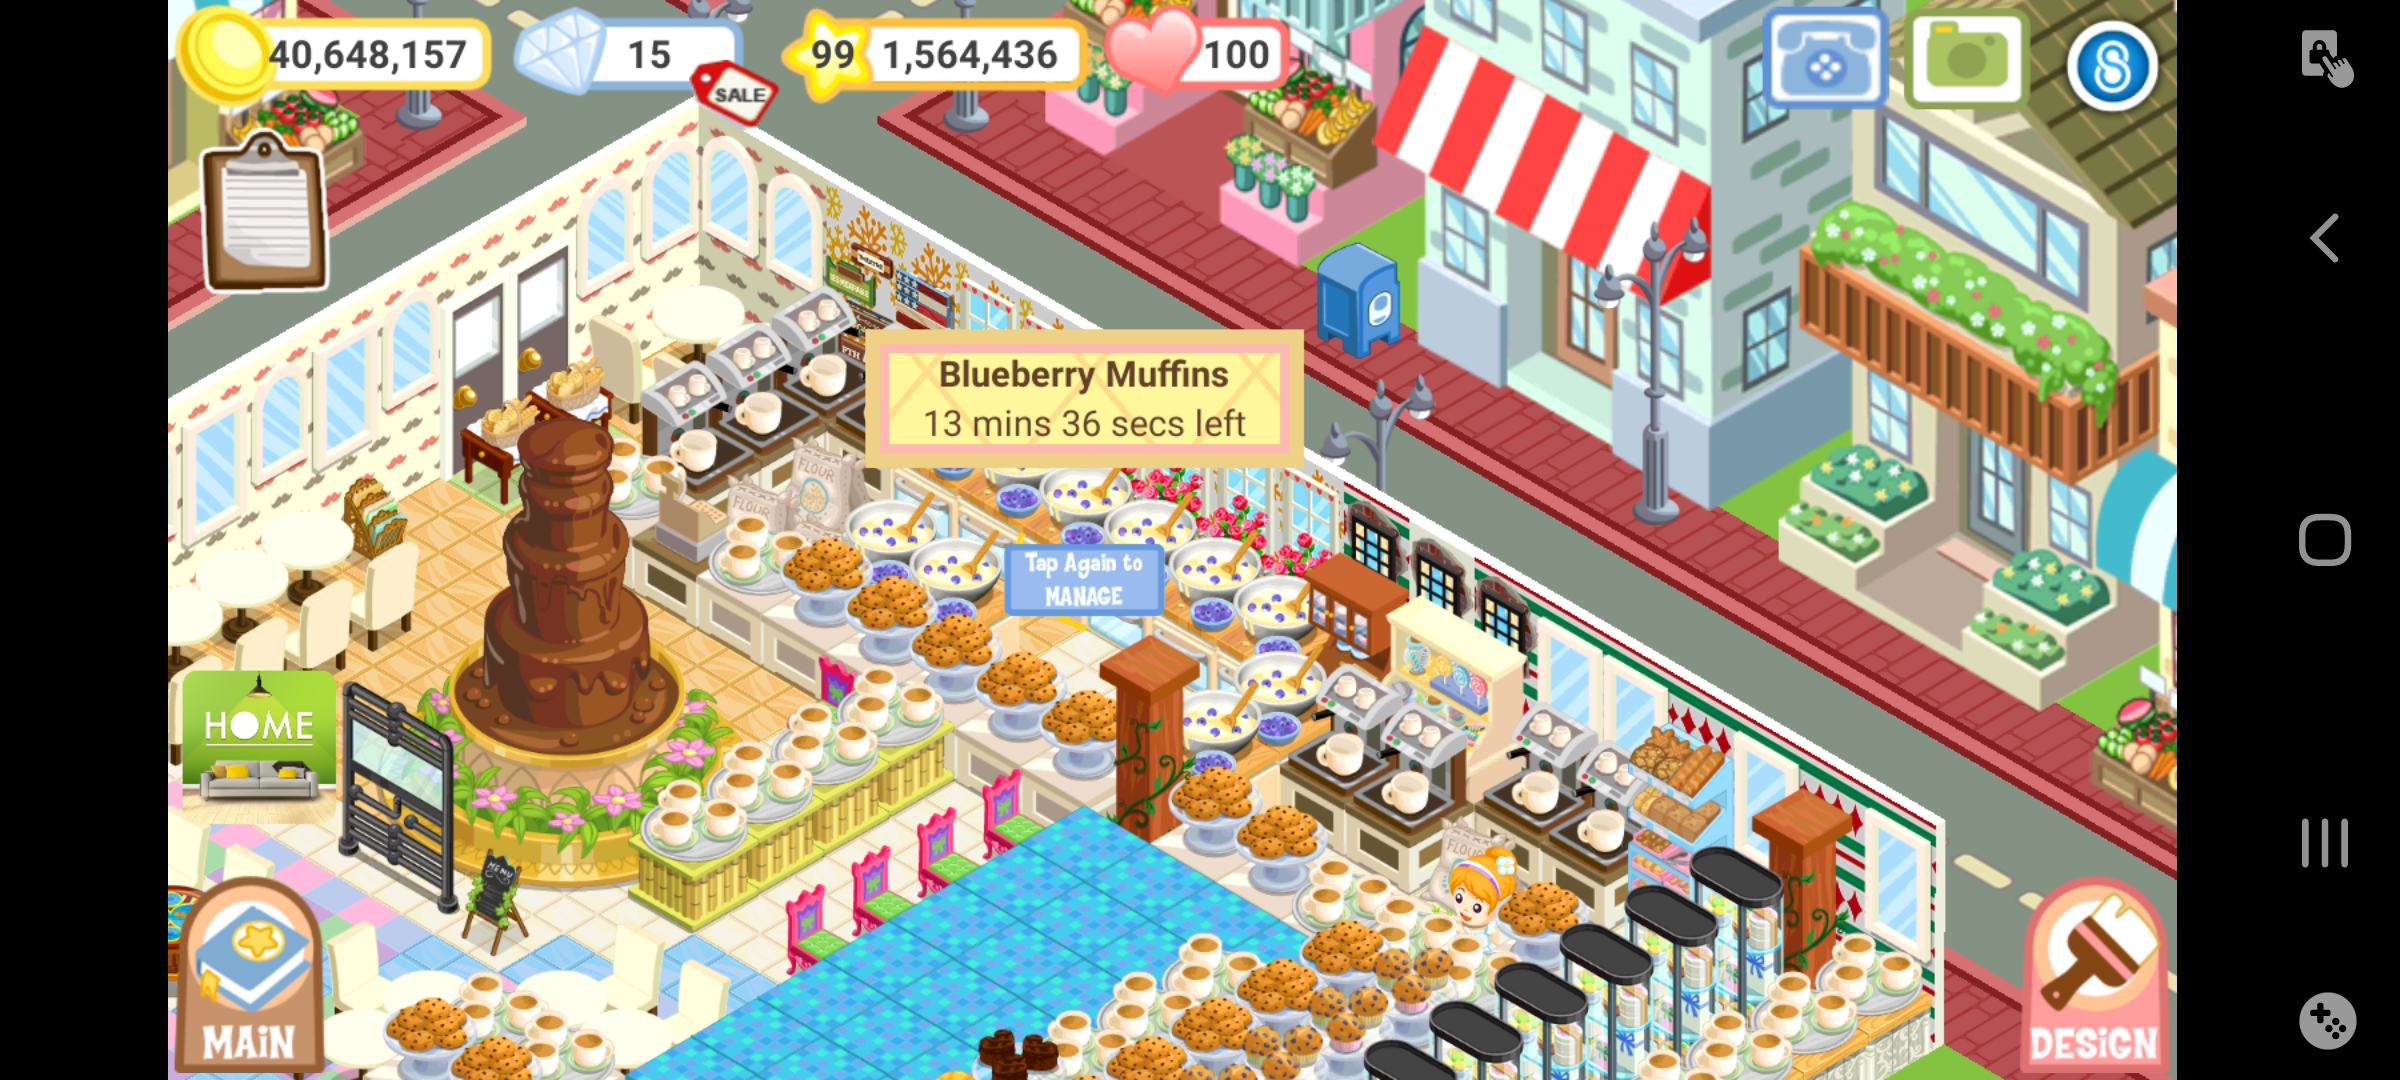 40,648,157
15
99
1,564,436
100
SALE
Blueberry Muffins
13 mins 36 secs left
FLOUR
FLOUR
Tap Again to
MANAGE
HOME
FLOUR
MENU
MAIN
DESIGN